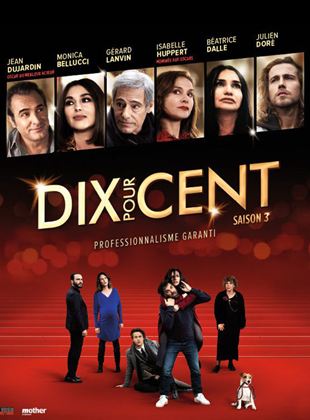 JEAN DUJARDIN
OSCAR DU MEILLEUR ACTEUR
MONICA BELLUCCI
GÉRARD LANVIN
ISABELLE HUPPERT
NOMMÉE AUX OSCARS
BÉATRICE DALLE
JULIEN DORÉ
DIX POUR CENT
SAISON 3
PROFESSIONNALISME GARANTI
mother